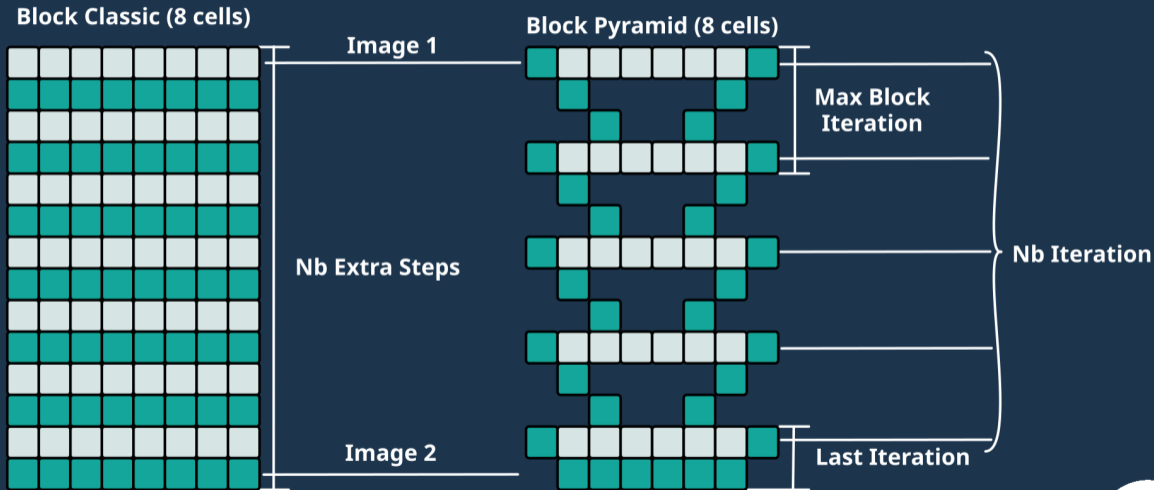 Block Classic (8 cells)
Block Pyramid (8 cells)
Image 1
Max Block
Iteration
Nb Extra Steps
Nb Iteration
Image 2
Last Iteration